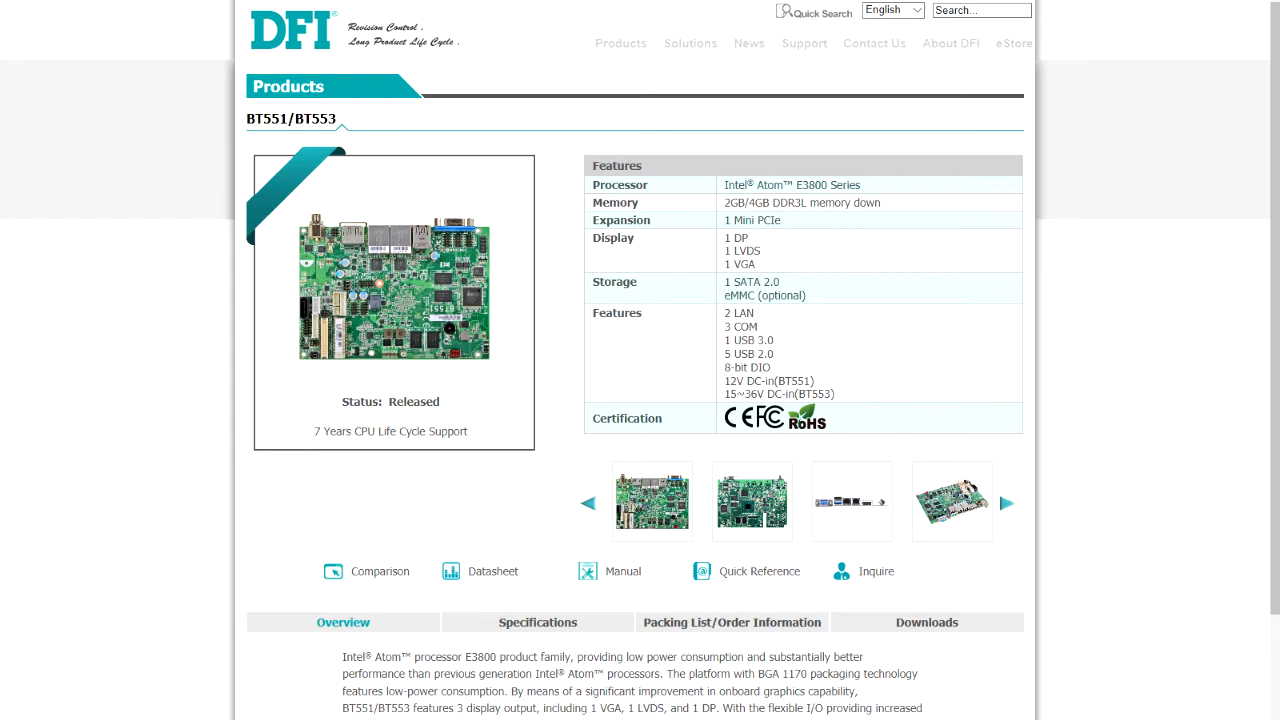 DFI®
Revision Control .
Long Product Life Cycle .
Quick Search
English
Search...
Products
Solutions
News
Support
Contact Us
About DFI
eStore
Products
BT551/BT553
Status: Released
7 Years CPU Life Cycle Support
Features
Processor
Intel® Atom™ E3800 Series
Memory
2GB/4GB DDR3L memory down
Expansion
1 Mini PCIe
Display
1 DP
1 LVDS
1 VGA
Storage
1 SATA 2.0
eMMC (optional)
Features
2 LAN
3 COM
1 USB 3.0
5 USB 2.0
8-bit DIO
12V DC-in(BT551)
15~36V DC-in(BT553)
Certification
CE FC RoHS
Comparison
Datasheet
Manual
Quick Reference
Inquire
Overview
Specifications
Packing List/Order Information
Downloads
Intel® Atom™ processor E3800 product family, providing low power consumption and substantially better
performance than previous generation Intel® Atom™ processors. The platform with BGA 1170 packaging technology
features low-power consumption. By means of a significant improvement in onboard graphics capability,
BT551/BT553 features 3 display output, including 1 VGA, 1 LVDS, and 1 DP. With the flexible I/O providing increased